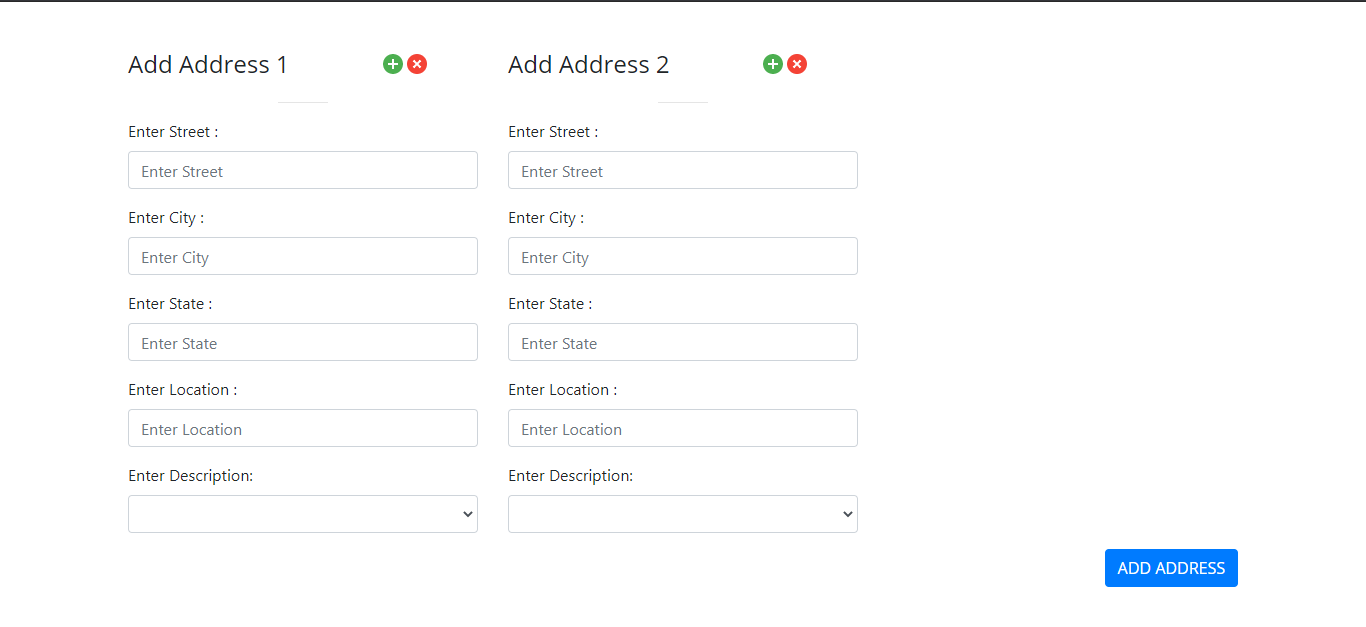 Add Address 1
Enter Street :
Enter Street
Enter City :
Enter City
Enter State :
Enter State
Enter Location :
Enter Location
Enter Description:
Add Address 2
Enter Street :
Enter Street
Enter City :
Enter City
Enter State :
Enter State
Enter Location :
Enter Location
Enter Description:
ADD ADDRESS